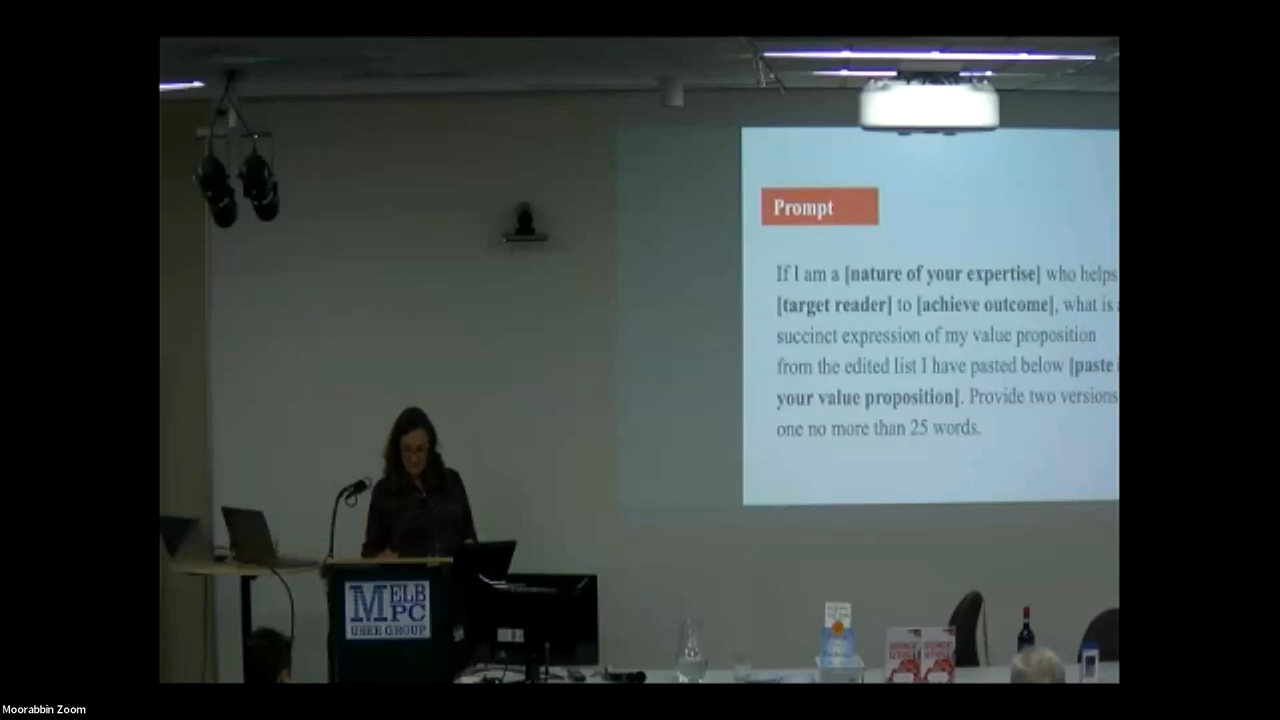 Prompt
If I am a [nature of your expertise] who helps
[target reader] to [achieve outcome], what is
succinct expression of my value proposition
from the edited list I have pasted below [paste
your value proposition]. Provide two versions
one no more than 25 words.
MELB
PC
USER GROUP
Moorabbin Zoom